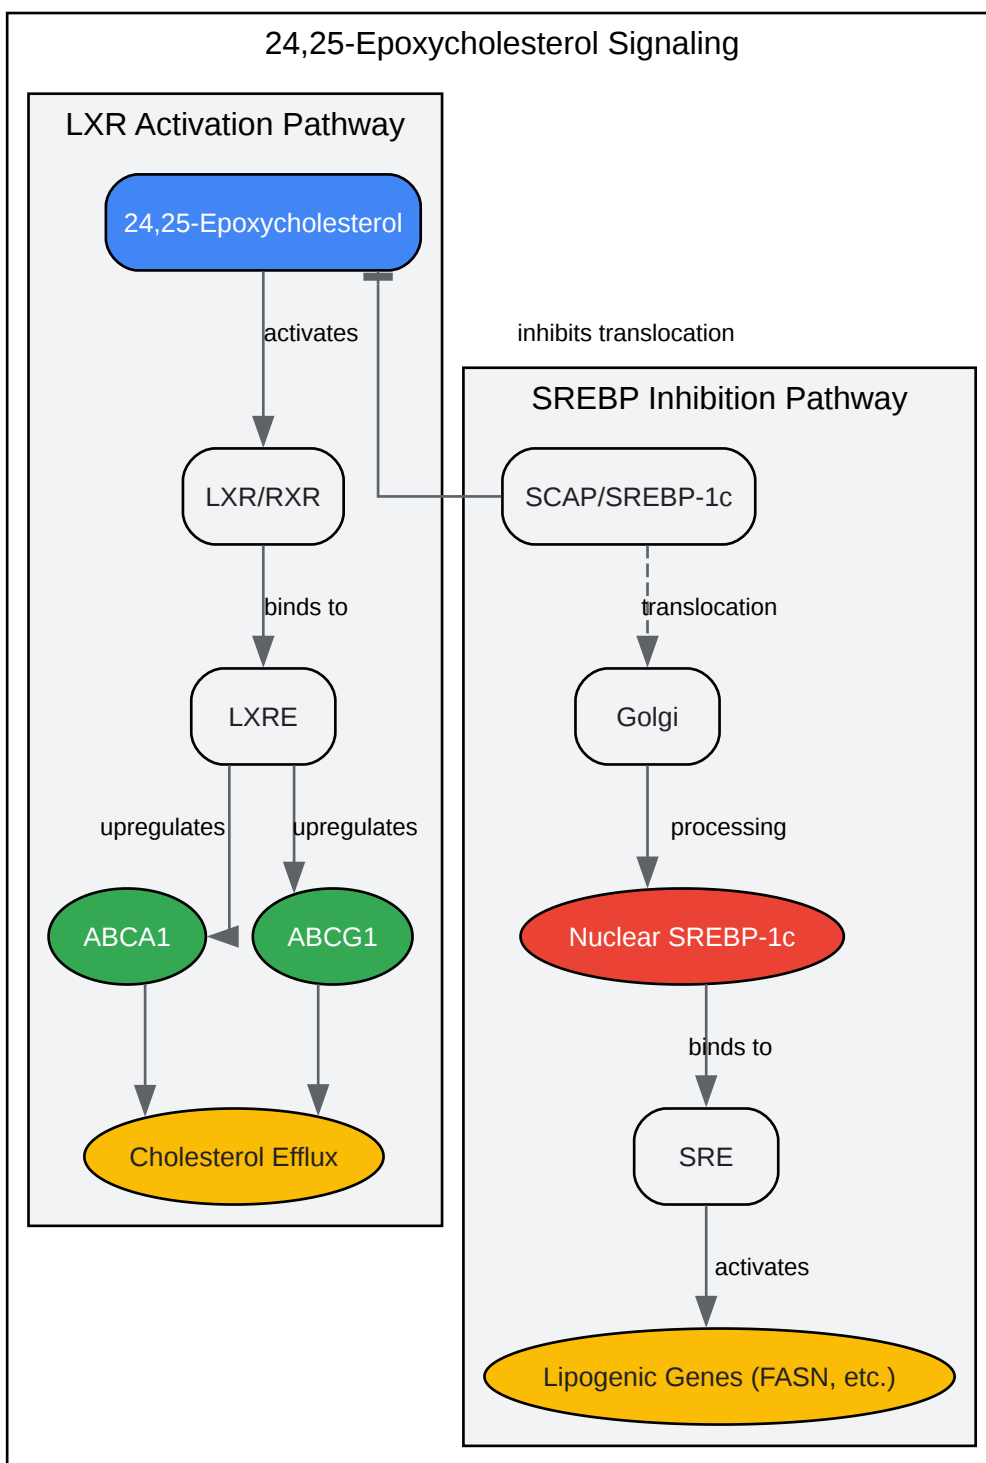 24,25-Epoxycholesterol Signaling
LXR Activation Pathway
24,25-Epoxycholesterol
activates
inhibits translocation
SREBP Inhibition Pathway
LXR/RXR
SCAP/SREBP-1c
binds to
translocation
LXRE
Golgi
upregulates
upregulates
processing
ABCA1
ABCG1
Nuclear SREBP-1c
binds to
Cholesterol Efflux
SRE
activates
Lipogenic Genes (FASN, etc.)